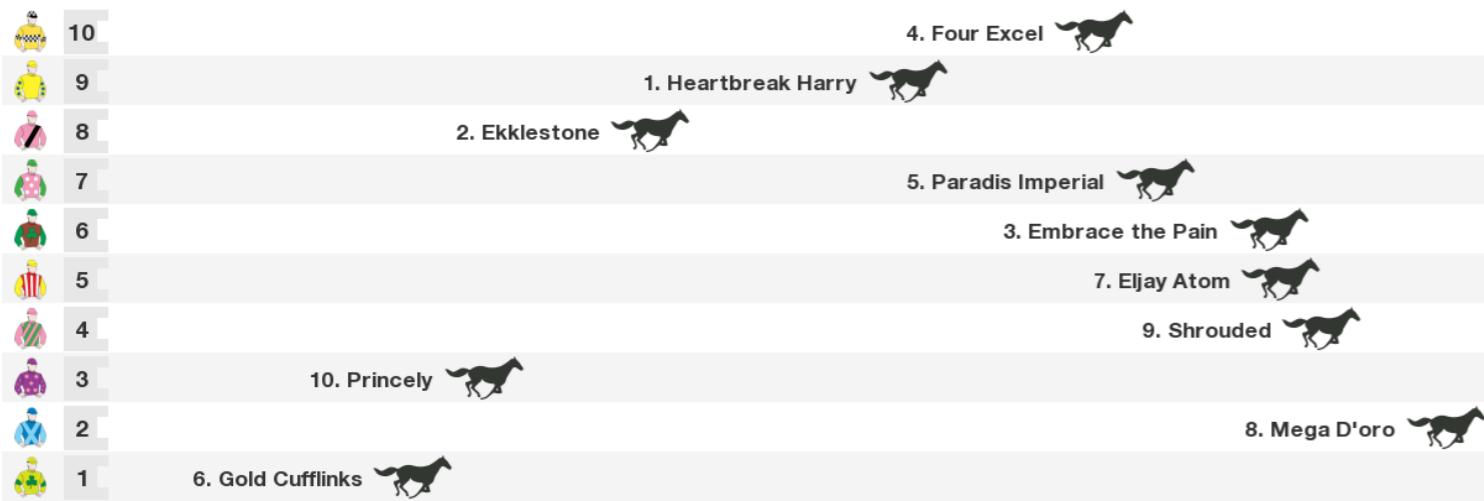 10 4. Four Excel
9 1. Heartbreak Harry
8 2. Ekklestone
7 5. Paradis Imperial
6 3. Embrace the Pain
5 7. Eljay Atom
4 9. Shrouded
3 10. Princely
2 8. Mega D'oro
1 6. Gold Cufflinks